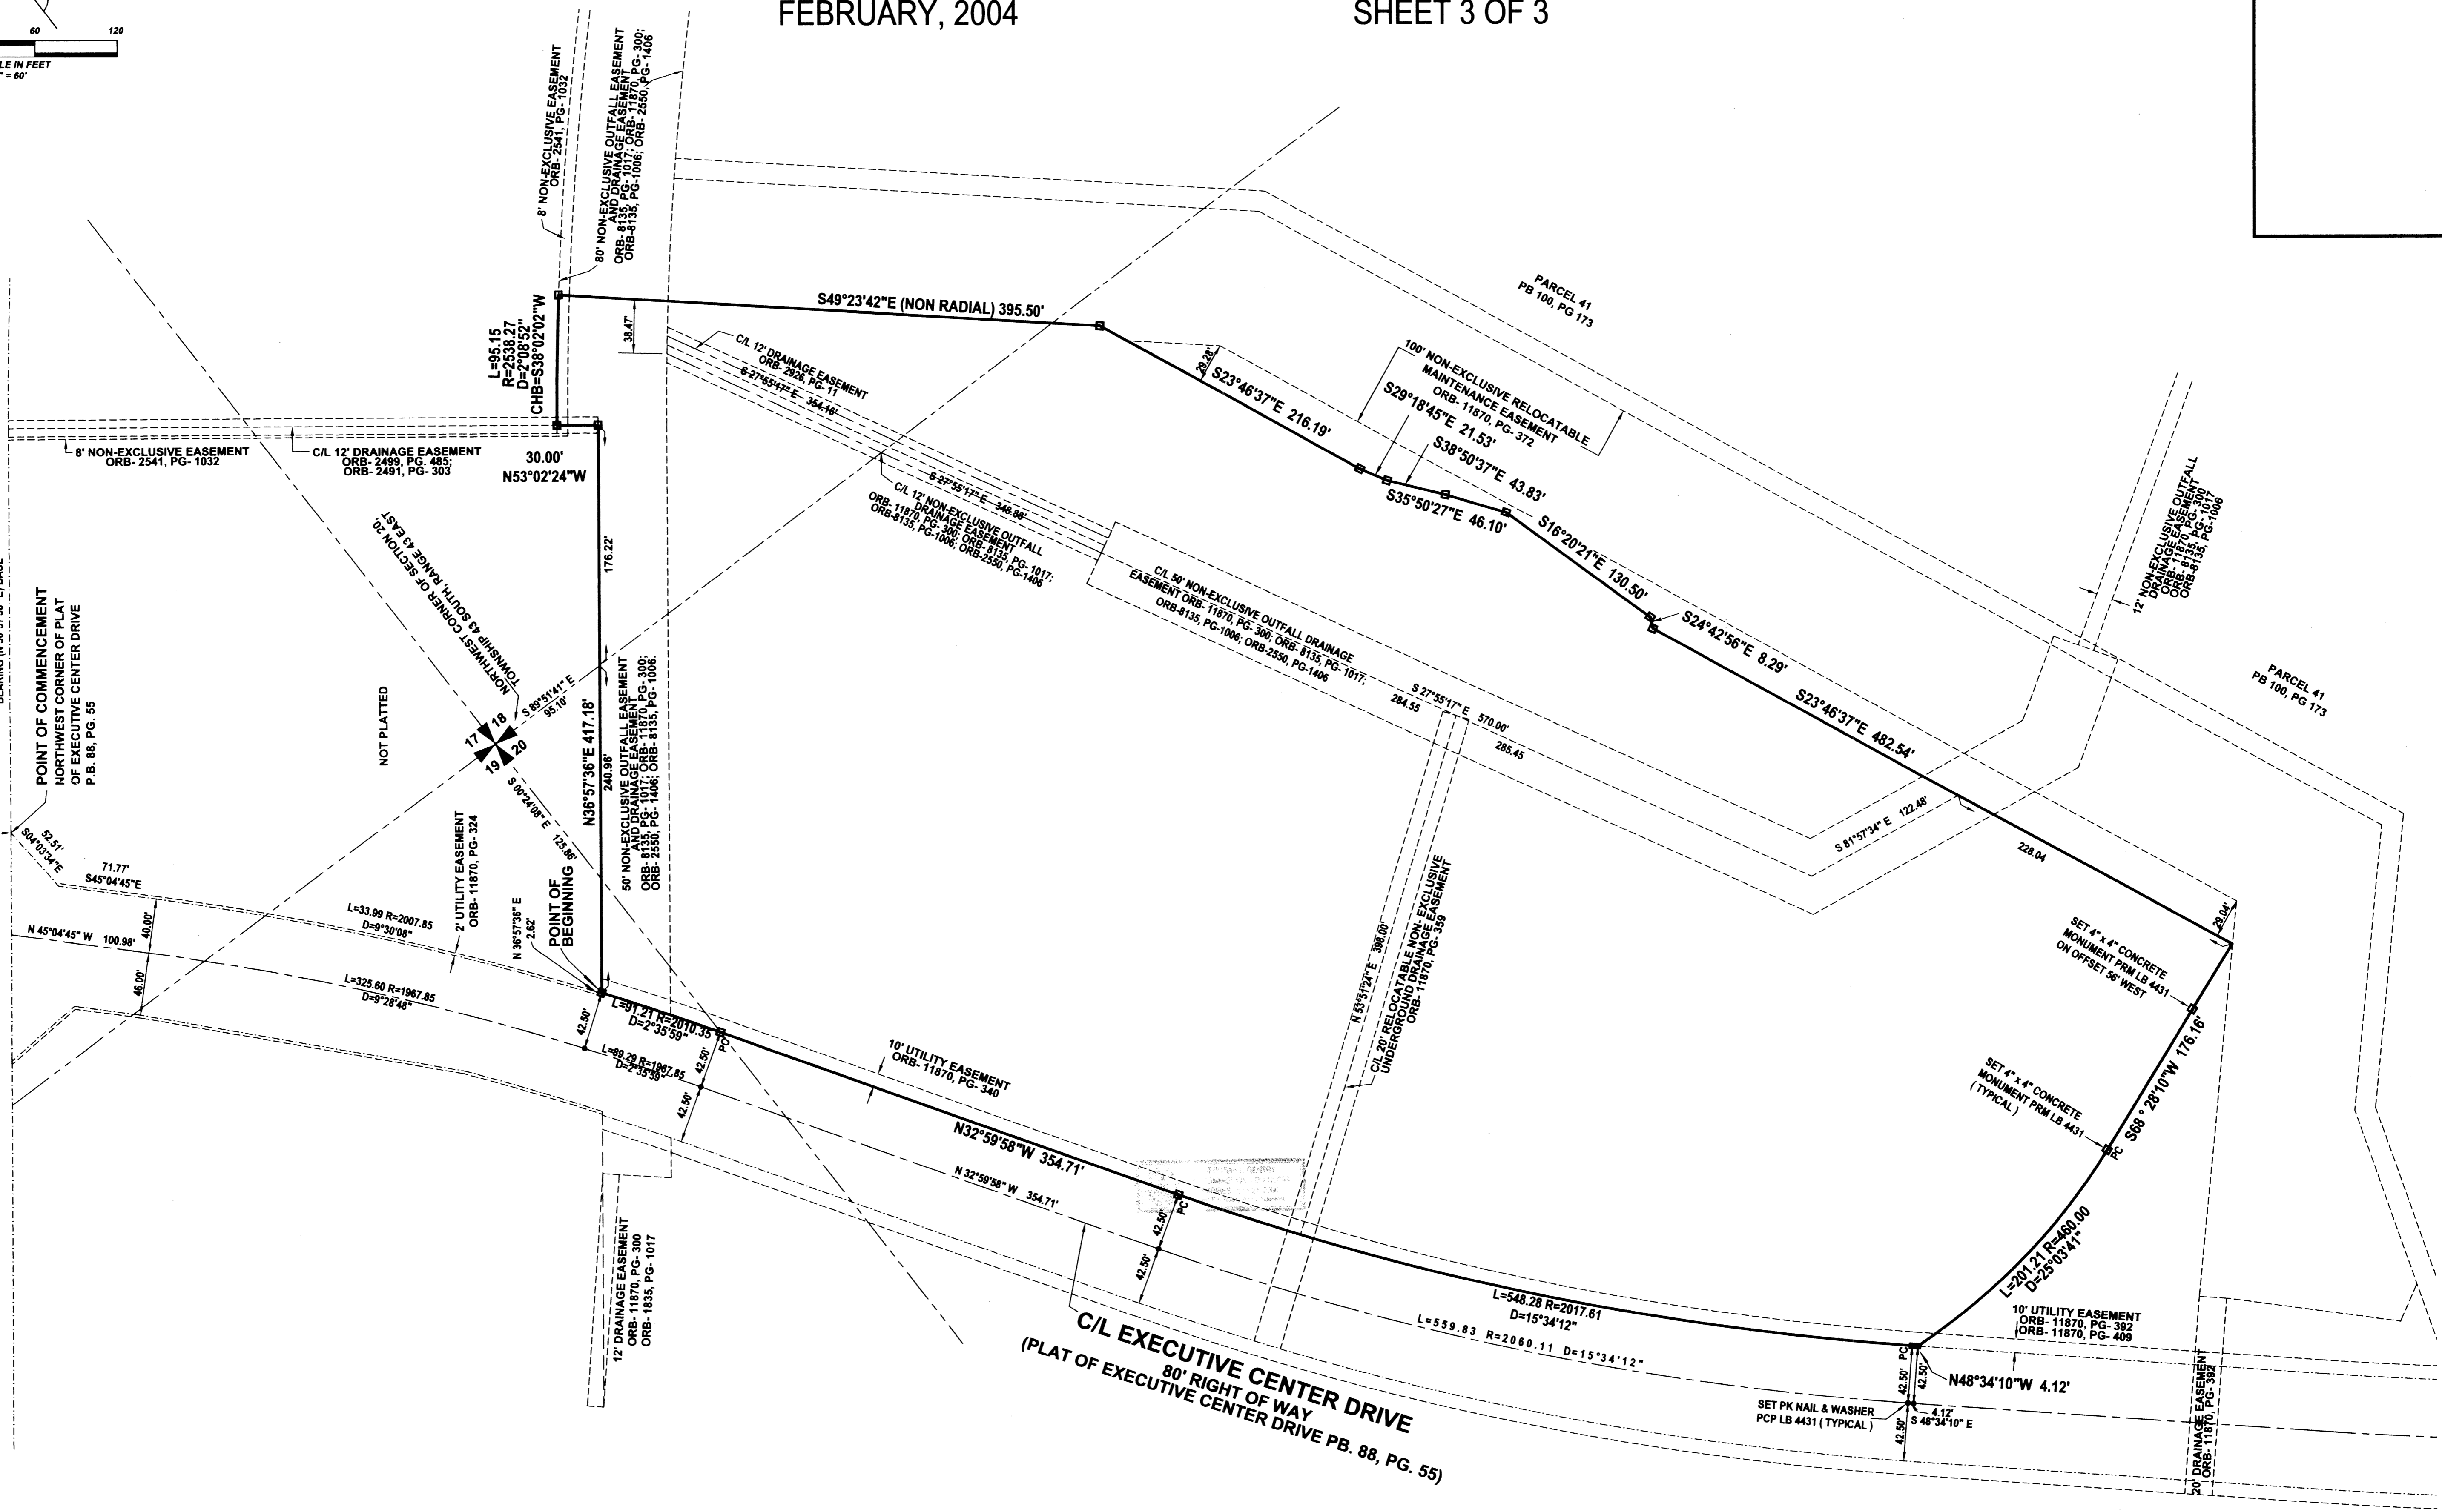 FEBRUARY, 2004
SHEET 3 OF 3
60 120
LE IN FEET
" = 60'
8' NON-EXCLUSIVE EASEMENT
ORB- 2541, PG- 1032
80' NON-EXCLUSIVE OUTFALL EASEMENT
AND DRAINAGE EASEMENT
ORB- 8135, PG- 1017; ORB- 11870, PG- 300;
ORB-8135, PG-1006; ORB- 2550, PG- 1406
PARCEL 41
PB 100, PG 173
S49°23'42"E (NON RADIAL) 395.50'
38.47'
L=95.15
R=2538.27
D=2°08'52"
CHB=S38°02'02"W
C/L 12' DRAINAGE EASEMENT
ORB- 2926, PG- 11
S 27°55'17" E 354.16'
29.28'
S23°46'37"E 216.19'
100' NON-EXCLUSIVE RELOCATABLE
MAINTENANCE EASEMENT
ORB- 11870, PG- 372
S29°18'45"E 21.53'
S38°50'37"E 43.83'
S35°50'27"E 46.10'
S16°20'21"E 130.50'
S24°42'56"E 8.29'
S23°46'37"E 482.54'
228.04
29.04'
8' NON-EXCLUSIVE EASEMENT
ORB- 2541, PG- 1032
C/L 12' DRAINAGE EASEMENT
ORB- 2499, PG. 485;
ORB- 2491, PG- 303
30.00'
N53°02'24"W
S 27°55'17" E 348.88'
C/L 12' NON-EXCLUSIVE OUTFALL
DRAINAGE EASEMENT
ORB- 11870, PG- 300; ORB- 8135, PG- 1017;
ORB-8135, PG-1006; ORB-2550, PG-1406
C/L 50' NON-EXCLUSIVE OUTFALL DRAINAGE
EASEMENT ORB- 11870, PG- 300; ORB- 8135, PG- 1017;
ORB-8135, PG-1006; ORB-2550, PG-1406
S 27°55'17" E 570.00'
284.55
285.45
S 81°57'34" E 122.48'
12' NON-EXCLUSIVE OUTFALL
DRAINAGE EASEMENT
ORB- 11870, PG- 300
ORB- 8135, PG- 1017
ORB-8135, PG-1006
PARCEL 41
PB 100, PG 173
NORTHWEST CORNER OF SECTION 20,
TOWNSHIP 43 SOUTH, RANGE 43 EAST
NOT PLATTED
17 18
19 20
S 89°51'41" E
95.10'
S 00°24'08" E 125.86'
176.22'
N36°57'36"E 417.18'
240.96'
50' NON-EXCLUSIVE OUTFALL EASEMENT
AND DRAINAGE EASEMENT
ORB- 8135, PG- 1017; ORB- 11870, PG- 300;
ORB- 2550, PG- 1406; ORB- 8135, PG- 1006.
POINT OF COMMENCEMENT
NORTHWEST CORNER OF PLAT
OF EXECUTIVE CENTER DRIVE
P.B. 88, PG. 55
52.51'
S04°03'34"E
71.77'
S45°04'45"E
N 45°04'45" W 100.98'
40.00'
46.00'
L=33.99 R=2007.85
D=9°30'08"
L=325.60 R=1967.85
D=9°28'48"
2' UTILITY EASEMENT
ORB- 11870, PG- 324
N 36°57'36" E
2.62'
POINT OF
BEGINNING
L=91.21 R=2010.35
D=2°35'59"
PC
42.50'
L=89.29 R=1967.85
D=2°35'59"
42.50'
42.50'
10' UTILITY EASEMENT
ORB- 11870, PG- 340
N32°59'58"W 354.71'
N 32°59'58" W 354.71'
PC
42.50'
42.50'
N 53°51'24" E 398.00'
C/L 20' RELOCATABLE NON- EXCLUSIVE
UNDERGROUND DRAINAGE EASEMENT
ORB- 11870, PG- 359
12' DRAINAGE EASEMENT
ORB- 11870, PG- 300
ORB- 1835, PG- 1017
C/L EXECUTIVE CENTER DRIVE
80' RIGHT OF WAY
(PLAT OF EXECUTIVE CENTER DRIVE PB. 88, PG. 55)
L=548.28 R=2017.61
D=15°34'12"
L=559.83 R=2060.11 D=15°34'12"
SET 4" x 4" CONCRETE
MONUMENT PRM LB 4431
ON OFFSET 56' WEST
SET 4" x 4" CONCRETE
MONUMENT PRM LB 4431
( TYPICAL )
S68 ° 28'10"W 176.16'
PC
L=201.21 R=460.00
D=25°03'41"
10' UTILITY EASEMENT
ORB- 11870, PG- 392
ORB- 11870, PG- 409
PC
42.50'
42.50'
42.50'
N48°34'10"W 4.12'
4.12'
S 48°34'10" E
SET PK NAIL & WASHER
PCP LB 4431 ( TYPICAL )
20' DRAINAGE EASEMENT
ORB- 11870, PG- 392